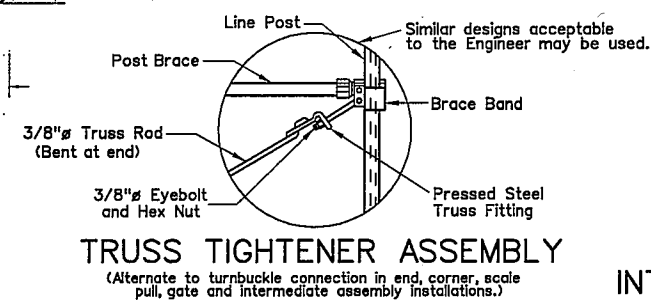 Line Post
Similar designs acceptable
to the Engineer may be used.
Post Brace
Brace Band
3/8"ø Truss Rod
(Bent at end)
3/8"ø Eyebolt
and Hex Nut
Pressed Steel
Truss Fitting
TRUSS TIGHTENER ASSEMBLY
(Alternate to turnbuckle connection in end, corner, scale
pull, gate and intermediate assembly installations.)
INT